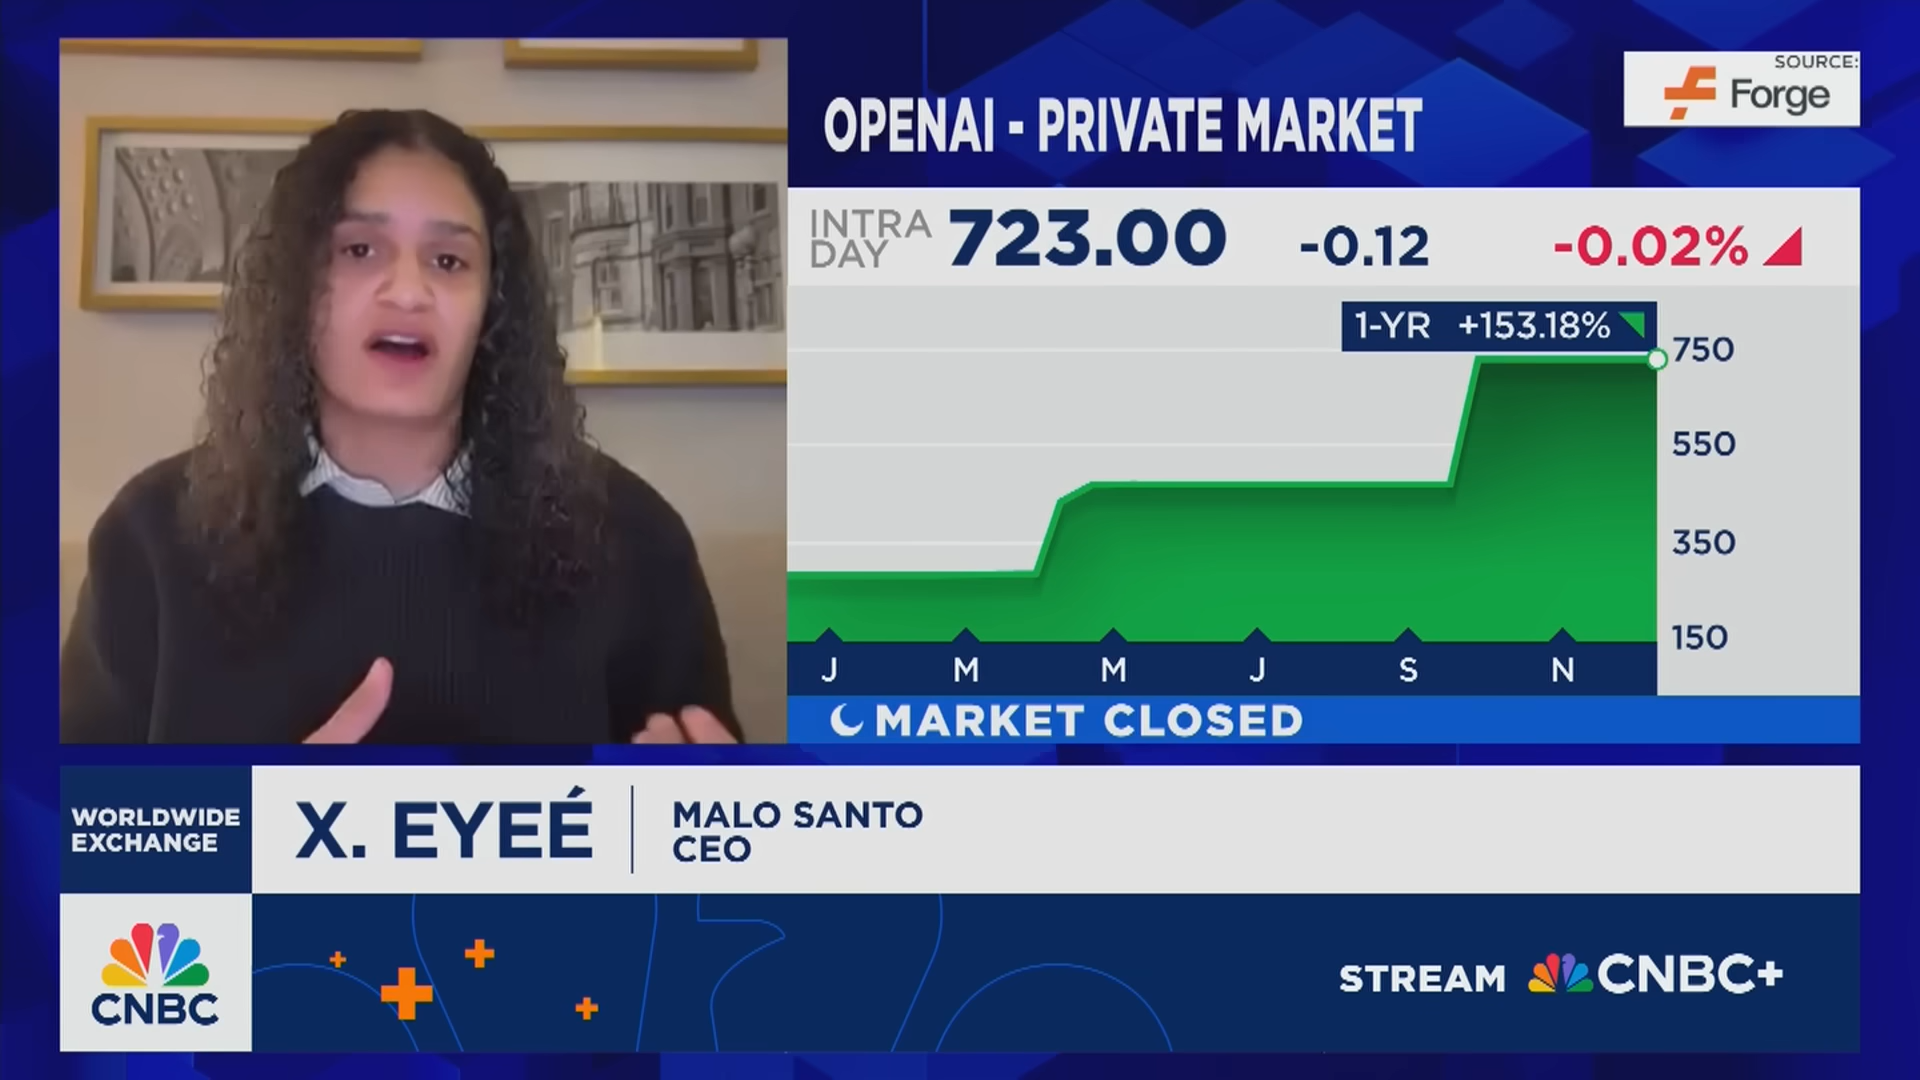 SOURCE:
Forge
OPENAI - PRIVATE MARKET
INTRA
DAY
723.00
-0.12
-0.02%
1-YR +153.18%
750
550
350
150
J M M J S N
MARKET CLOSED
WORLDWIDE
EXCHANGE
X. EYEÉ
MALO SANTO
CEO
CNBC
STREAM CNBC+